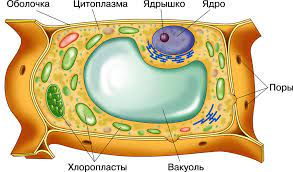 Оболочка Цитоплазма Ядрышко Ядро
Поры
Хлоропласты Вакуоль